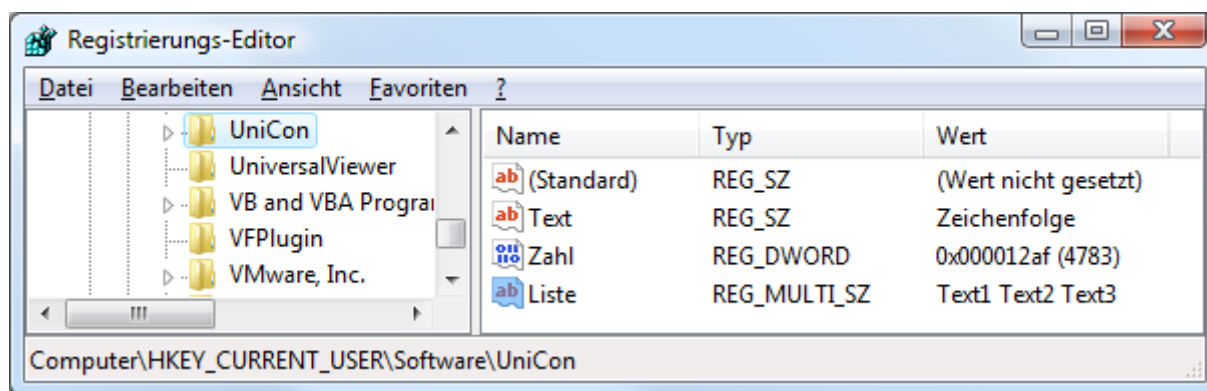 Registrierungs-Editor
Datei Bearbeiten Ansicht Favoriten ?
UniCon
UniversalViewer
VB and VBA Prograi
VFPlugin
VMware, Inc.
Name Typ Wert
(Standard) REG_SZ (Wert nicht gesetzt)
Text REG_SZ Zeichenfolge
Zahl REG_DWORD 0x000012af (4783)
Liste REG_MULTI_SZ Text1 Text2 Text3
Computer\HKEY_CURRENT_USER\Software\UniCon